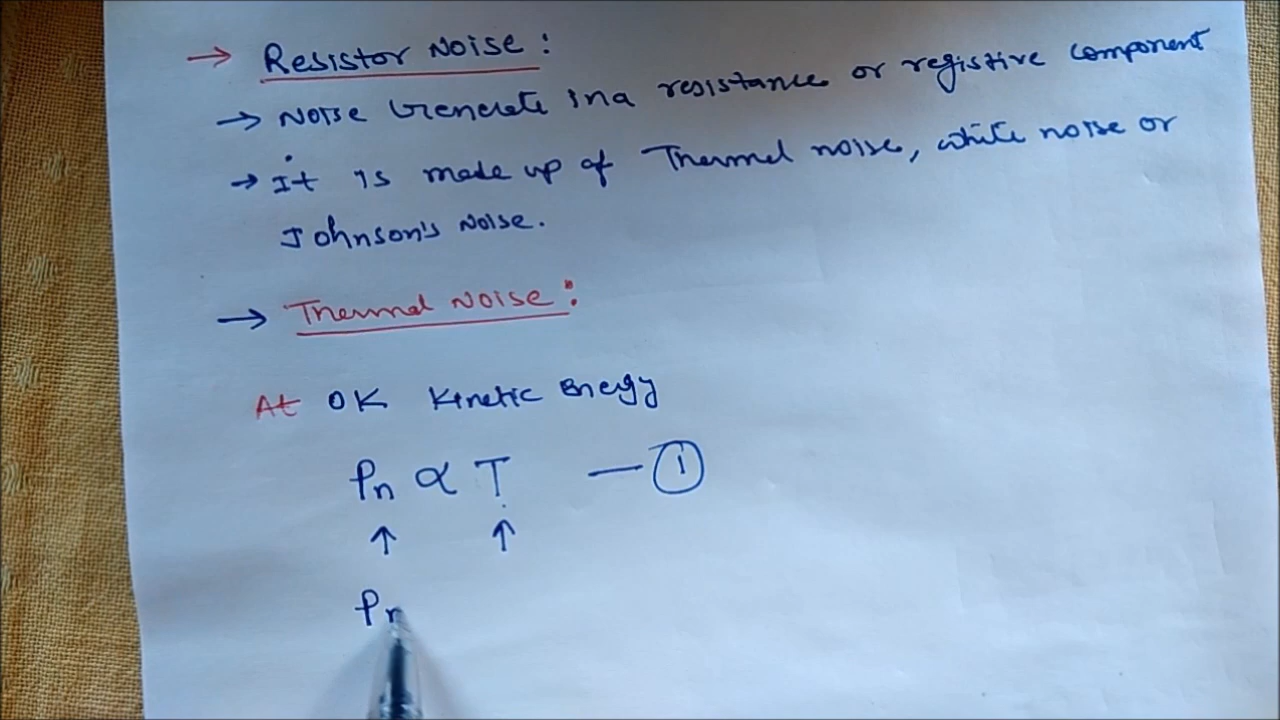 → Resistor Noise :
→ Noise Generate in a resistance or registive component
→ it is made up of Thermal noise, white noise or
Johnson's Noise.
→ Thermal Noise :
At 0K Kinetic Energy
Pn ∝ T — ①
↑ ↑
Pn